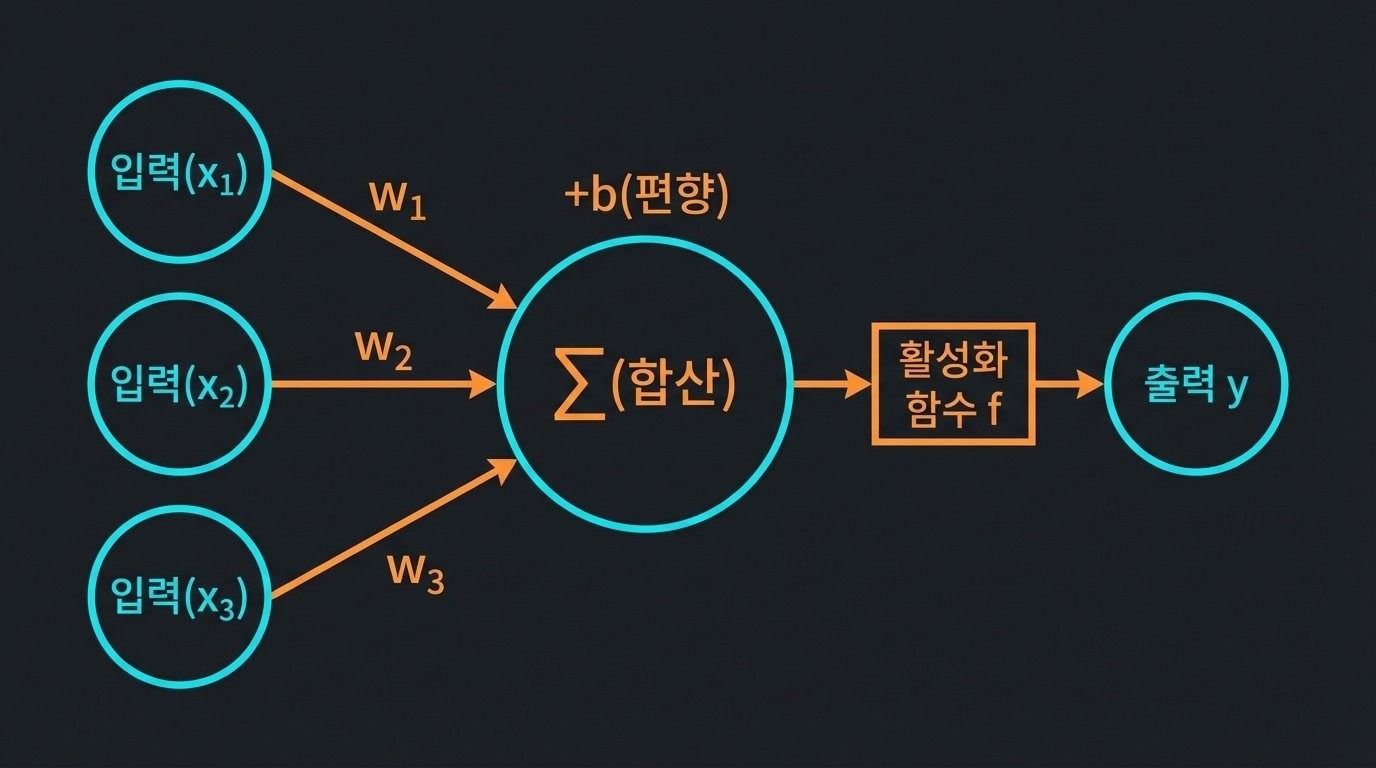 입력(x₁)
w₁
+b(편향)
입력(x₂)
w₂
∑(합산)
활성화
함수 f
출력 y
입력(x₃)
w₃